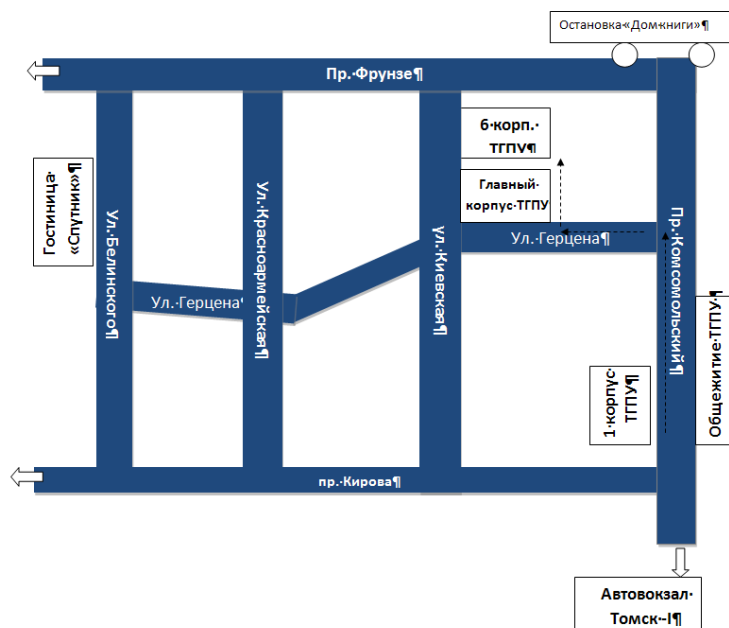 Остановка·«Дом·книги»¶
Пр.·Фрунзе¶
6·корп.·
ТГПУ¶
Главный·
корпус·ТГПУ
Гостиница·
«Спутник»¶
Ул.·Белинского¶
Ул.·Красноармейская¶
ул.·Киевская¶
Пр.·Комсомольский¶
Ул.·Герцена¶
Ул.·Герцена¶
1·корпус·
ТГПУ¶
Общежитие·ТГПУ·¶
пр.·Кирова¶
Автовокзал·
Томск·-I¶